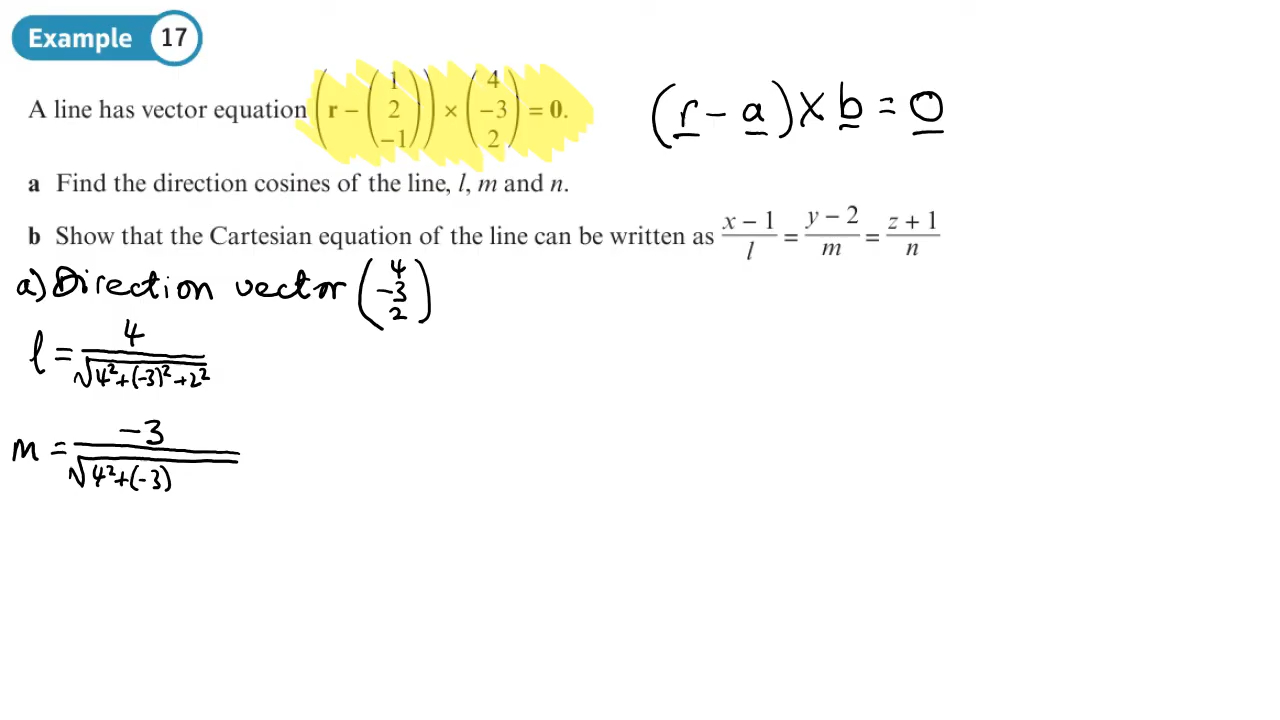 Example 17
A line has vector equation (r − (1 2 −1)) × (4 −3 2) = 0.
(r - a) × b = 0
a Find the direction cosines of the line, l, m and n.
b Show that the Cartesian equation of the line can be written as (x − 1)/l = (y − 2)/m = (z + 1)/n
a) Direction vector (4 -3 2)
l = 4/√(4²+(-3)²+2²)
m = -3/√(4²+(-3)